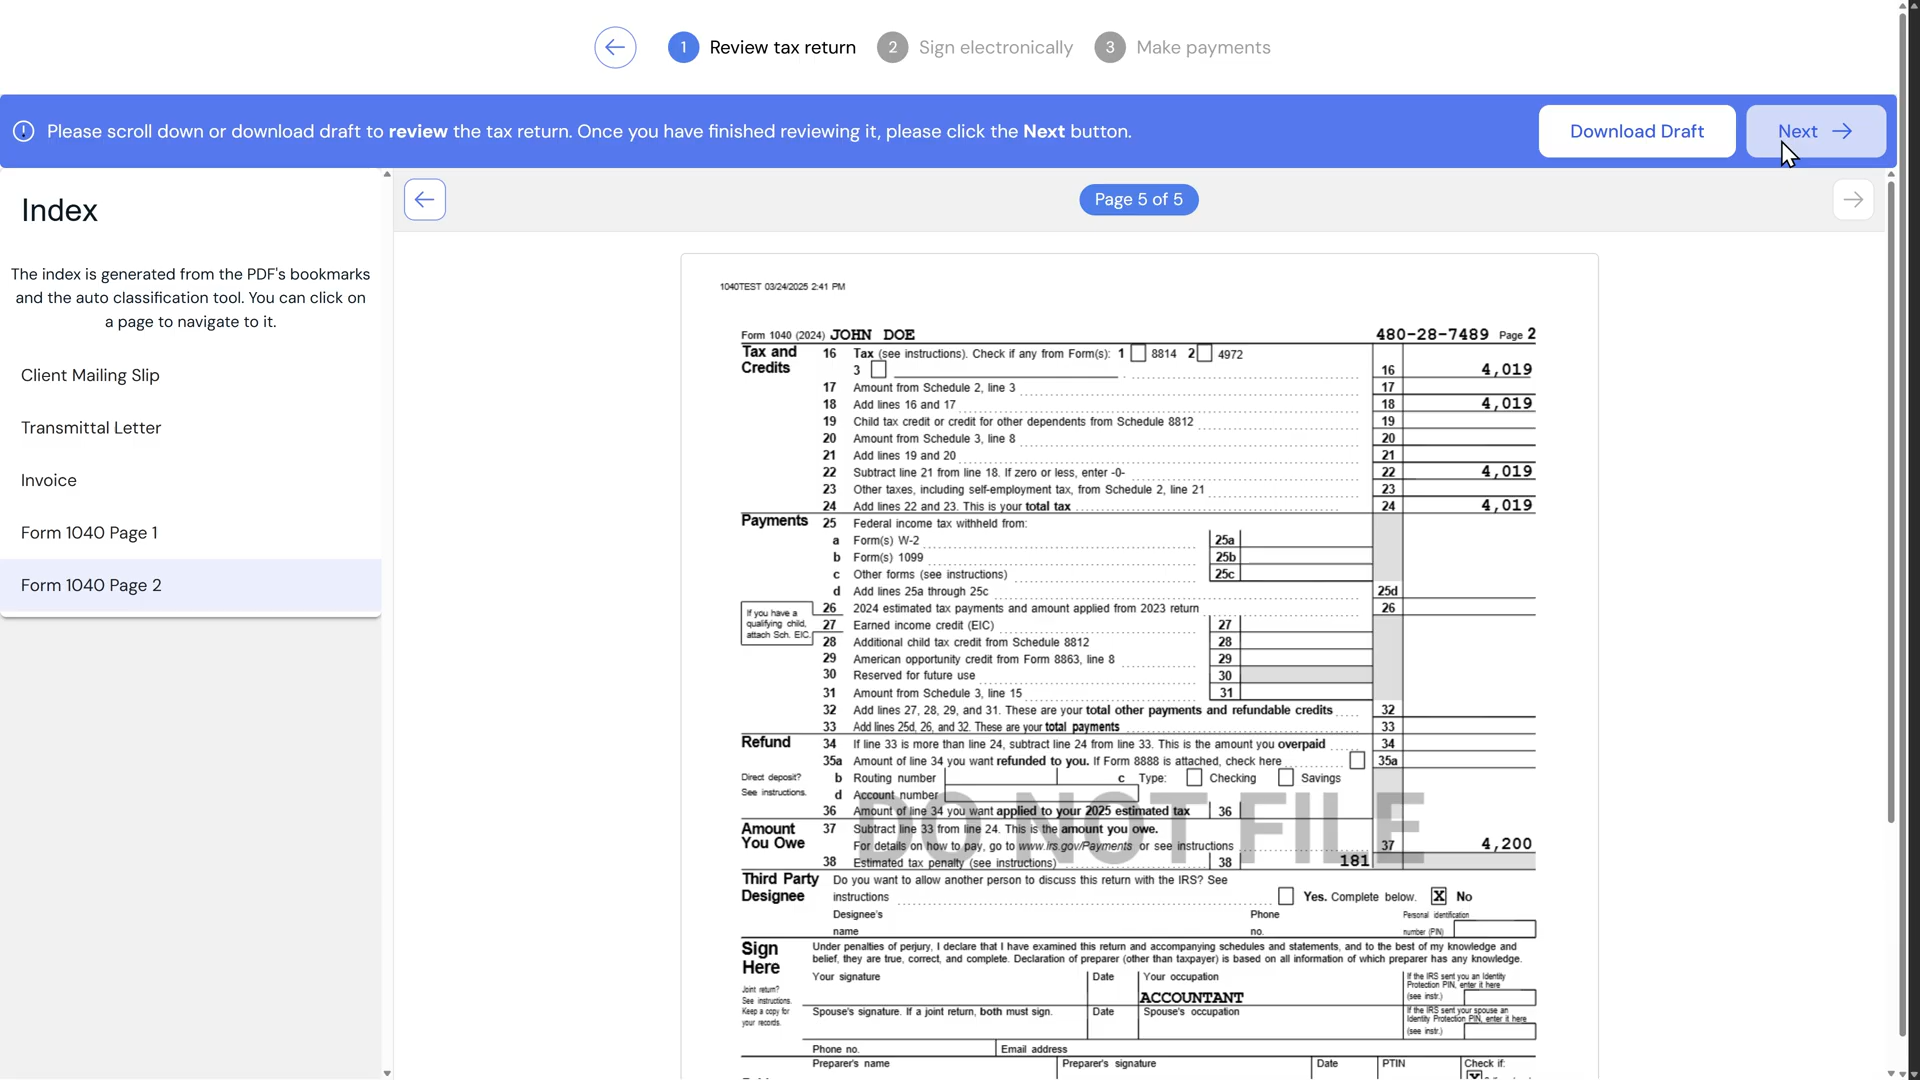 1 Review tax return 2 Sign electronically 3 Make payments
Please scroll down or download draft to review the tax return. Once you have finished reviewing it, please click the Next button.
Download Draft
Next
Index
The index is generated from the PDF's bookmarks
and the auto classification tool. You can click on
a page to navigate to it.
Client Mailing Slip
Transmittal Letter
Invoice
Form 1040 Page 1
Form 1040 Page 2
Page 5 of 5
1040TEST 03/24/2025 2:41 PM
Form 1040 (2024) JOHN DOE 480-28-7489 Page 2
Tax and Credits
16 Tax (see instructions). Check if any from Form(s): 1 8814 2 4972
3 16 4,019
17 Amount from Schedule 2, line 3 17
18 Add lines 16 and 17 18 4,019
19 Child tax credit or credit for other dependents from Schedule 8812 19
20 Amount from Schedule 3, line 8 20
21 Add lines 19 and 20 21
22 Subtract line 21 from line 18. If zero or less, enter -0- 22 4,019
23 Other taxes, including self-employment tax, from Schedule 2, line 21 23
24 Add lines 22 and 23. This is your total tax 24 4,019
Payments 25 Federal income tax withheld from:
a Form(s) W-2 25a
b Form(s) 1099 25b
c Other forms (see instructions) 25c
d Add lines 25a through 25c 25d
26 2024 estimated tax payments and amount applied from 2023 return 26
If you have a
qualifying child,
attach Sch. EIC.
27 Earned income credit (EIC) 27
28 Additional child tax credit from Schedule 8812 28
29 American opportunity credit from Form 8863, line 8 29
30 Reserved for future use 30
31 Amount from Schedule 3, line 15 31
32 Add lines 27, 28, 29, and 31. These are your total other payments and refundable credits 32
33 Add lines 25d, 26, and 32. These are your total payments 33
Refund 34 If line 33 is more than line 24, subtract line 24 from line 33. This is the amount you overpaid 34
35a Amount of line 34 you want refunded to you. If Form 8888 is attached, check here 35a
Direct deposit?
See instructions.
b Routing number c Type: Checking Savings
d Account number
36 Amount of line 34 you want applied to your 2025 estimated tax 36
DO NOT FILE
Amount
You Owe
37 Subtract line 33 from line 24. This is the amount you owe.
For details on how to pay, go to www.irs.gov/Payments or see instructions 37 4,200
38 Estimated tax penalty (see instructions) 38 181
Third Party
Designee
Do you want to allow another person to discuss this return with the IRS? See
instructions Yes. Complete below. X No
Designee's
name
Phone
no.
Personal identification
number (PIN)
Sign
Here
Under penalties of perjury, I declare that I have examined this return and accompanying schedules and statements, and to the best of my knowledge and
belief, they are true, correct, and complete. Declaration of preparer (other than taxpayer) is based on all information of which preparer has any knowledge.
Joint return?
See instructions.
Keep a copy for
your records.
Your signature Date Your occupation
ACCOUNTANT
If the IRS sent you an Identity
Protection PIN, enter it here
(see instr.)
Spouse's signature. If a joint return, both must sign. Date Spouse's occupation
If the IRS sent your spouse an
Identity Protection PIN, enter it here
(see instr.)
Phone no. Email address
Preparer's name Preparer's signature Date PTIN Check if:
X